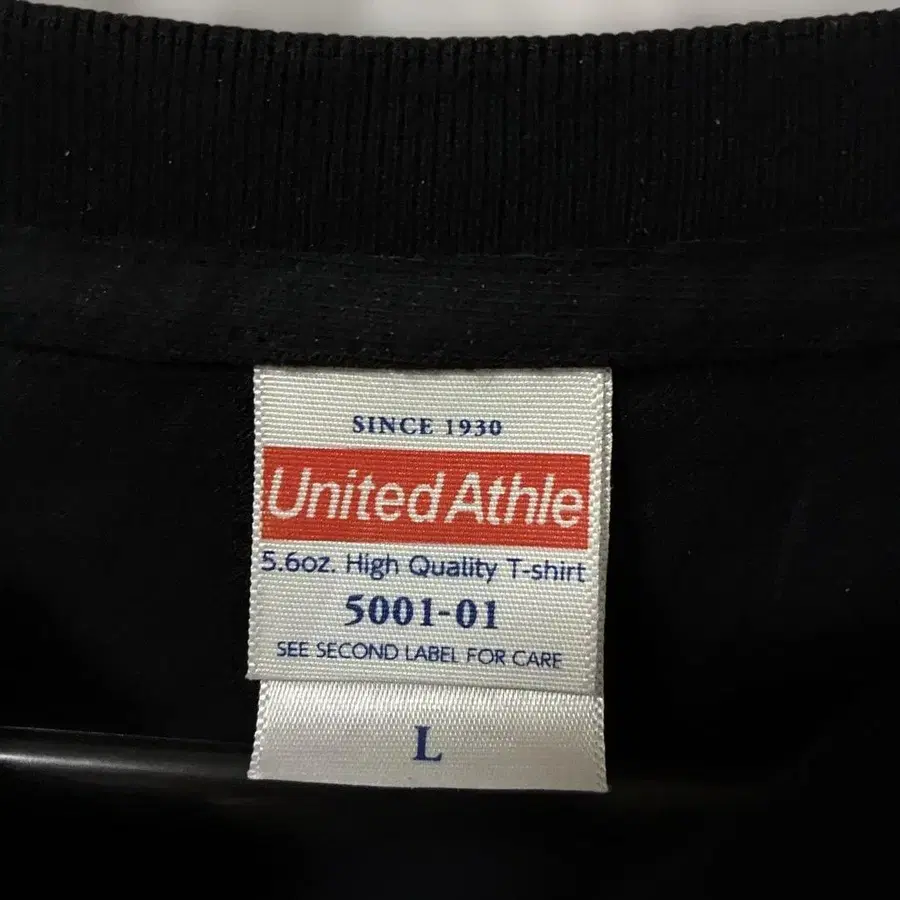 SINCE 1930
United Athle
5.6oz. High Quality T-shirt
5001-01
SEE SECOND LABEL FOR CARE
L